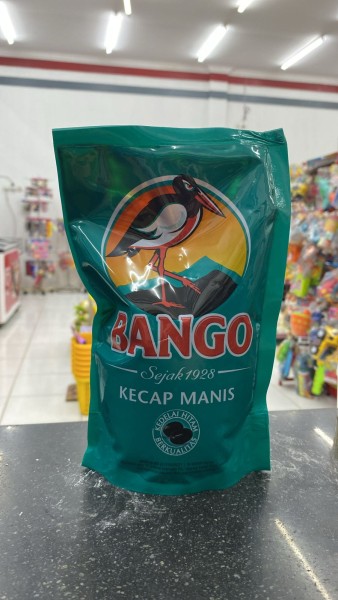 BANGO
Sejak 1928
KECAP MANIS
KEDELAI HITAM
BERKUALITAS